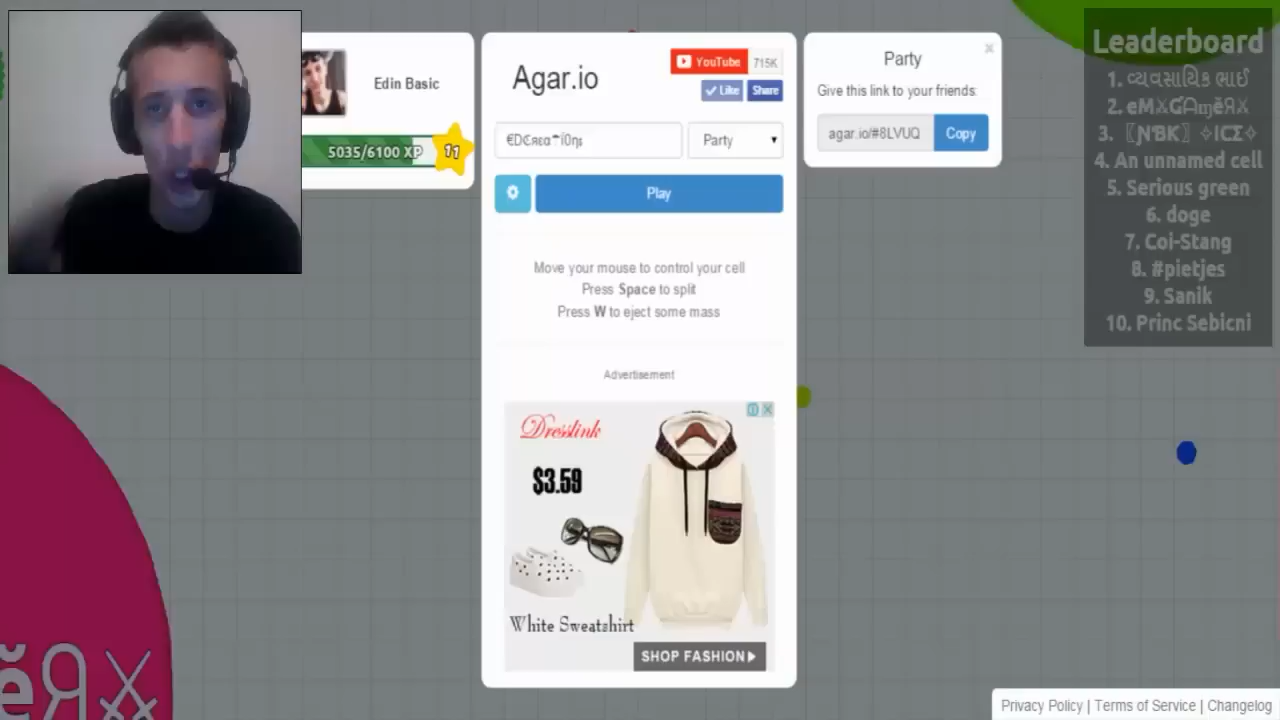 Edin Basic
5035/6100 XP
11
Agar.io
YouTube
715K
Like
Share
Party
Play
Move your mouse to control your cell
Press Space to split
Press W to eject some mass
Advertisement
Dresslink
$3.59
White Sweatshirt
SHOP FASHION
Party
Give this link to your friends:
agar.io/#8LVUQ
Copy
Leaderboard
1. વ્યવસાયિક ભાઈ
2.
3. 〖ƝƁK〗✧ICΣ✧
4. An unnamed cell
5. Serious green
6. doge
7. Coi-Stang
8. #pietjes
9. Sanik
10. Princ Sebicni
Privacy Policy | Terms of Service | Changelog